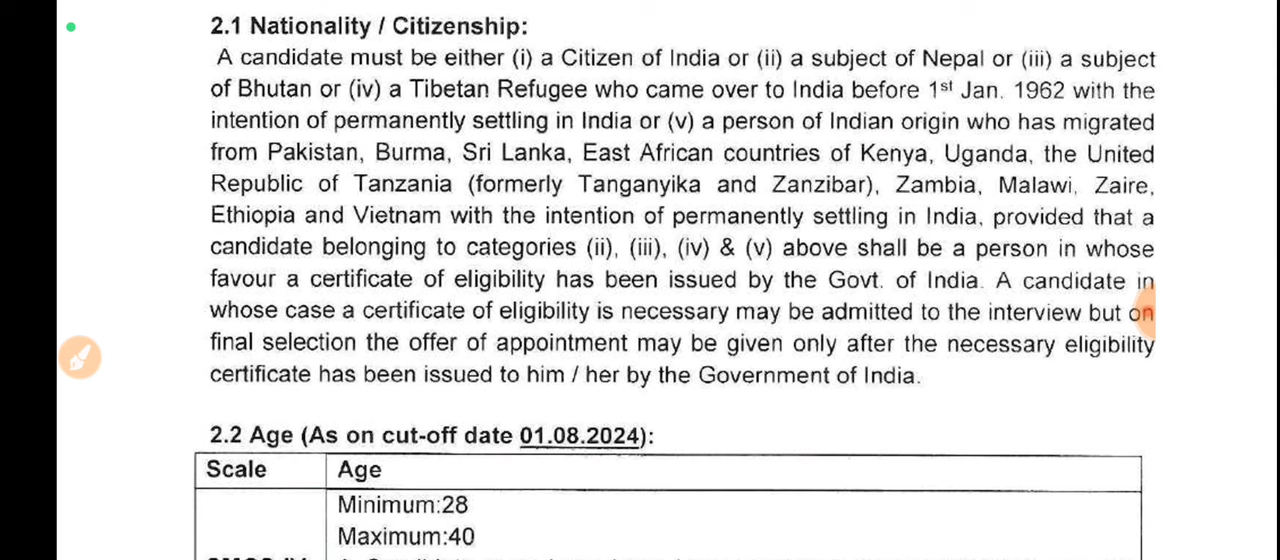 2.1 Nationality / Citizenship:
A candidate must be either (i) a Citizen of India or (ii) a subject of Nepal or (iii) a subject
of Bhutan or (iv) a Tibetan Refugee who came over to India before 1st Jan. 1962 with the
intention of permanently settling in India or (v) a person of Indian origin who has migrated
from Pakistan, Burma, Sri Lanka, East African countries of Kenya, Uganda, the United
Republic of Tanzania (formerly Tanganyika and Zanzibar), Zambia, Malawi, Zaire,
Ethiopia and Vietnam with the intention of permanently settling in India, provided that a
candidate belonging to categories (ii), (iii), (iv) & (v) above shall be a person in whose
favour a certificate of eligibility has been issued by the Govt. of India. A candidate in
whose case a certificate of eligibility is necessary may be admitted to the interview but on
final selection the offer of appointment may be given only after the necessary eligibility
certificate has been issued to him / her by the Government of India.
2.2 Age (As on cut-off date 01.08.2024):
Scale Age
Minimum:28
Maximum:40